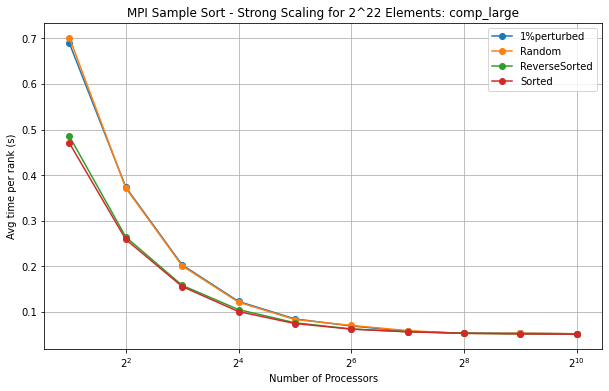 MPI Sample Sort - Strong Scaling for 2^22 Elements: comp_large
1%perturbed
Random
ReverseSorted
Sorted
Avg time per rank (s)
0.7
0.6
0.5
0.4
0.3
0.2
0.1
2² 2⁴ 2⁶ 2⁸ 2¹⁰
Number of Processors